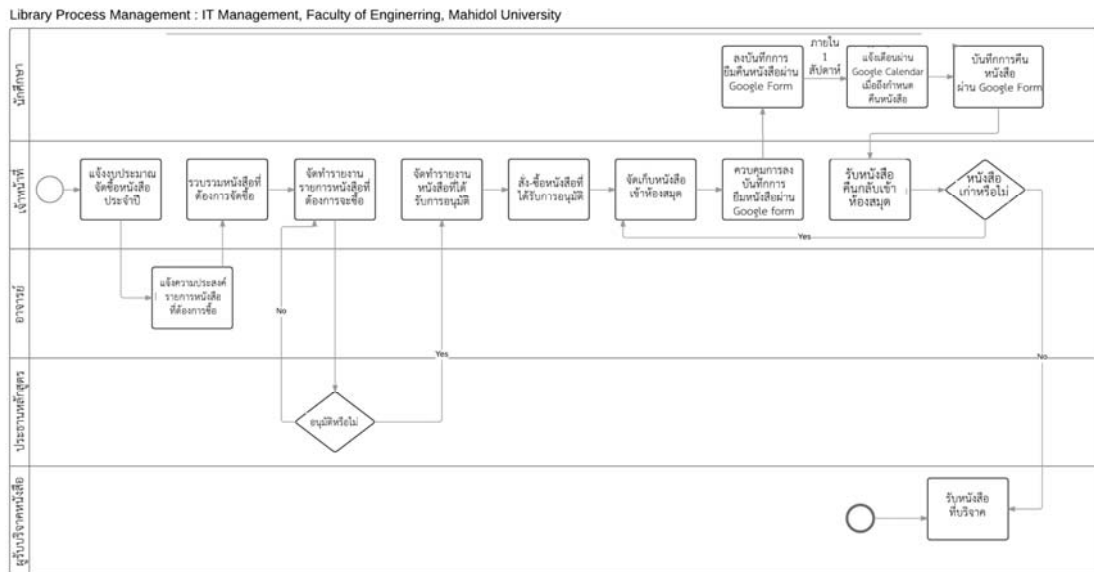 Library Process Management : IT Management, Faculty of Enginerring, Mahidol University
นักศึกษา
ลงบันทึกการ
ยืมคืนหนังสือผ่าน
Google Form
ภายใน
1
สัปดาห์
แจ้งเตือนผ่าน
Google Calendar
เมื่อถึงกำหนด
คืนหนังสือ
บันทึกการคืน
หนังสือ
ผ่าน Google Form
เจ้าหน้าที่
แจ้งงบประมาณ
จัดซื้อหนังสือ
ประจำปี
รวบรวมหนังสือที่
ต้องการจัดซื้อ
จัดทำรายงาน
รายการหนังสือที่
ต้องการจะซื้อ
จัดทำรายงาน
หนังสือที่ได้
รับการอนุมัติ
สั่ง-ซื้อหนังสือที่
ได้รับการอนุมัติ
จัดเก็บหนังสือ
เข้าห้องสมุด
ควบคุมการลง
บันทึกการ
ยืมหนังสือผ่าน
Google form
รับหนังสือ
คืนกลับเข้า
ห้องสมุด
หนังสือ
เก่าหรือไม่
Yes
อาจารย์
แจ้งความประสงค์
รายการหนังสือ
ที่ต้องการซื้อ
No
Yes
No
ประธานหลักสูตร
อนุมัติหรือไม่
ผู้รับบริจาคหนังสือ
รับหนังสือ
ที่บริจาค